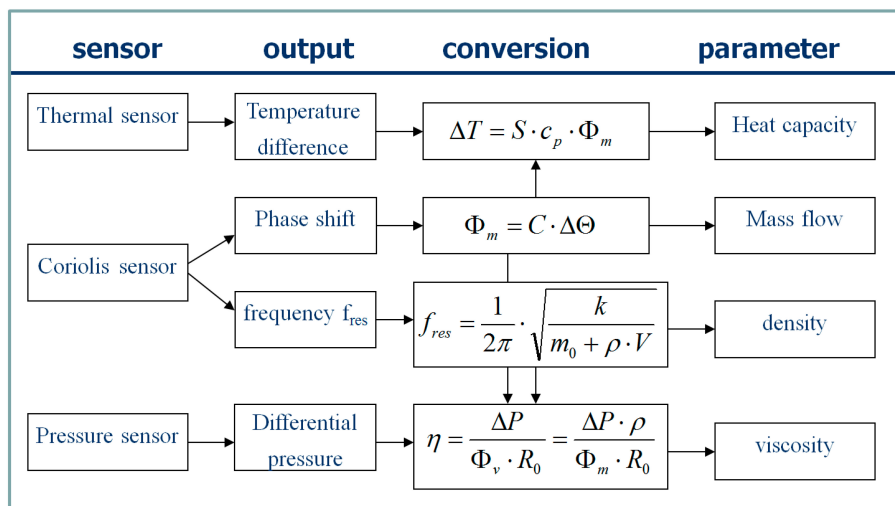 sensor output conversion parameter
Thermal sensor
Temperature
difference
ΔT = S · c_p · Φ_m
Heat capacity
Coriolis sensor
Phase shift
Φ_m = C · ΔΘ
Mass flow
frequency f_res
f_res = 1/2π · √(k/(m_0 + ρ · V))
density
Pressure sensor
Differential
pressure
η = ΔP/(Φ_v · R_0) = (ΔP · ρ)/(Φ_m · R_0)
viscosity